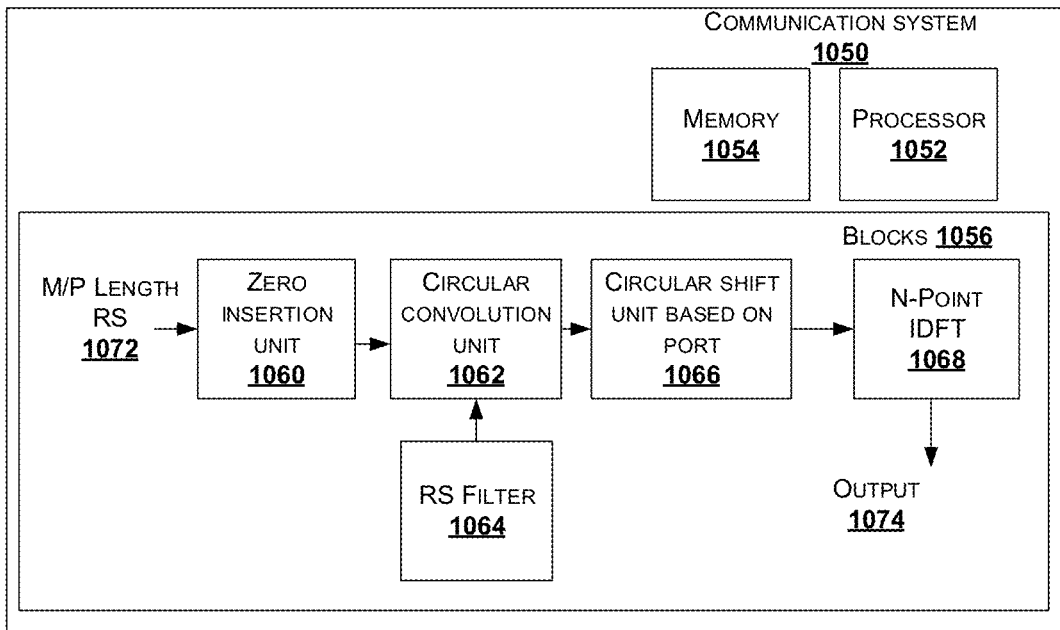 COMMUNICATION SYSTEM
1050
MEMORY
1054
PROCESSOR
1052
BLOCKS 1056
M/P LENGTH
RS
1072
ZERO
INSERTION
UNIT
1060
CIRCULAR
CONVOLUTION
UNIT
1062
CIRCULAR SHIFT
UNIT BASED ON
PORT
1066
N-POINT
IDFT
1068
RS FILTER
1064
OUTPUT
1074